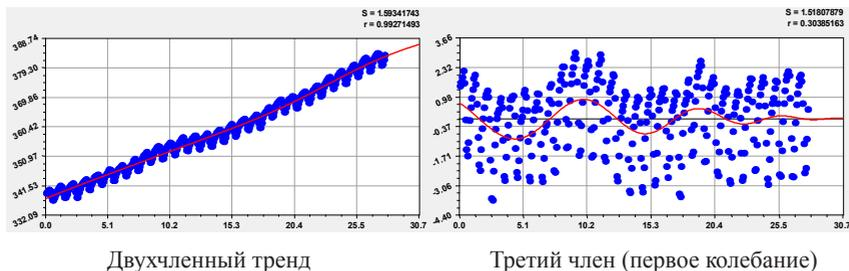 S = 1.59341743
r = 0.99271493
388.74
379.30
369.86
360.42
350.97
341.53
332.09
0.0 5.1 10.2 15.3 20.4 25.5 30.7
Двухчленный тренд
S = 1.51807879
r = 0.30385163
3.66
2.32
0.98
-0.37
-1.71
-3.06
-4.40
0.0 5.1 10.2 15.3 20.4 25.5 30.7
Третий член (первое колебание)